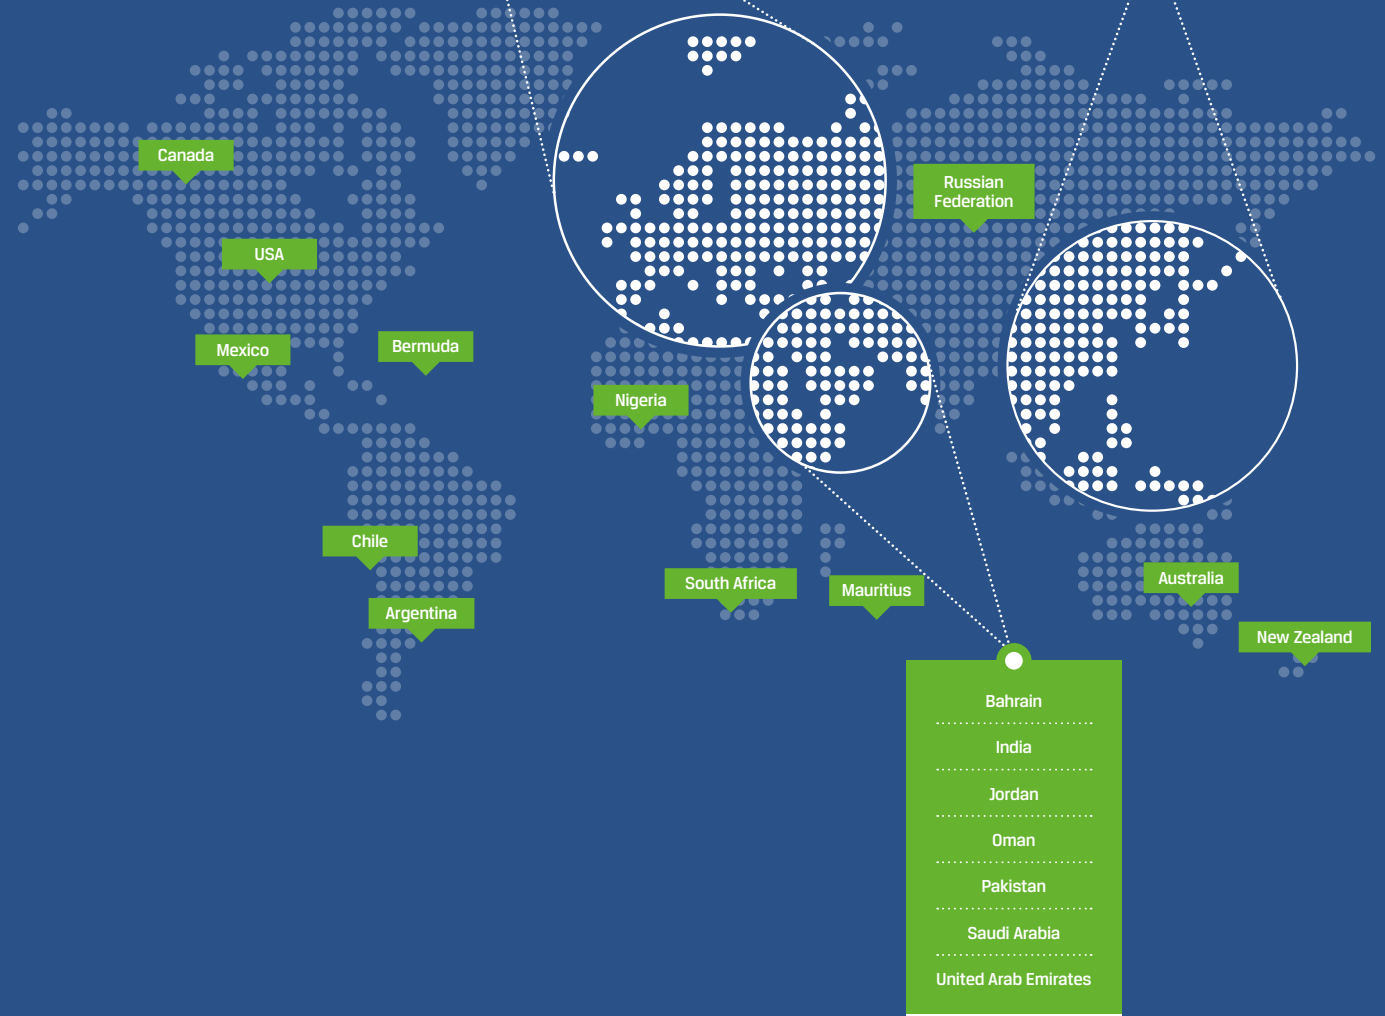 Canada
Russian
Federation
USA
Mexico
Bermuda
Nigeria
Chile
South Africa
Mauritius
Australia
Argentina
New Zealand
Bahrain
India
Jordan
Oman
Pakistan
Saudi Arabia
United Arab Emirates